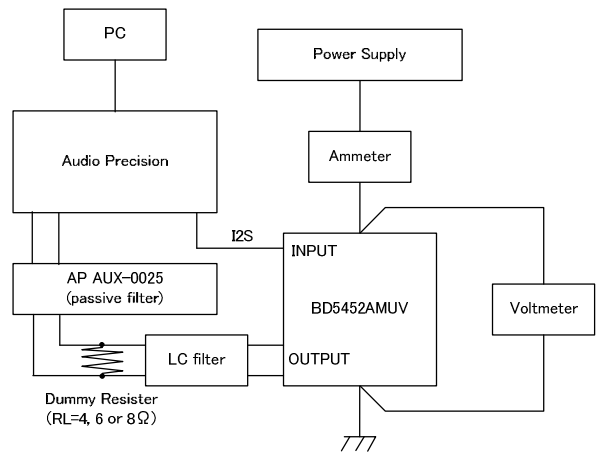 PC
Power Supply
Audio Precision
Ammeter
I2S
INPUT
AP AUX-0025
(passive filter)
BD5452AMUV
Voltmeter
LC filter
OUTPUT
Dummy Resister
(RL=4, 6 or 8Ω)